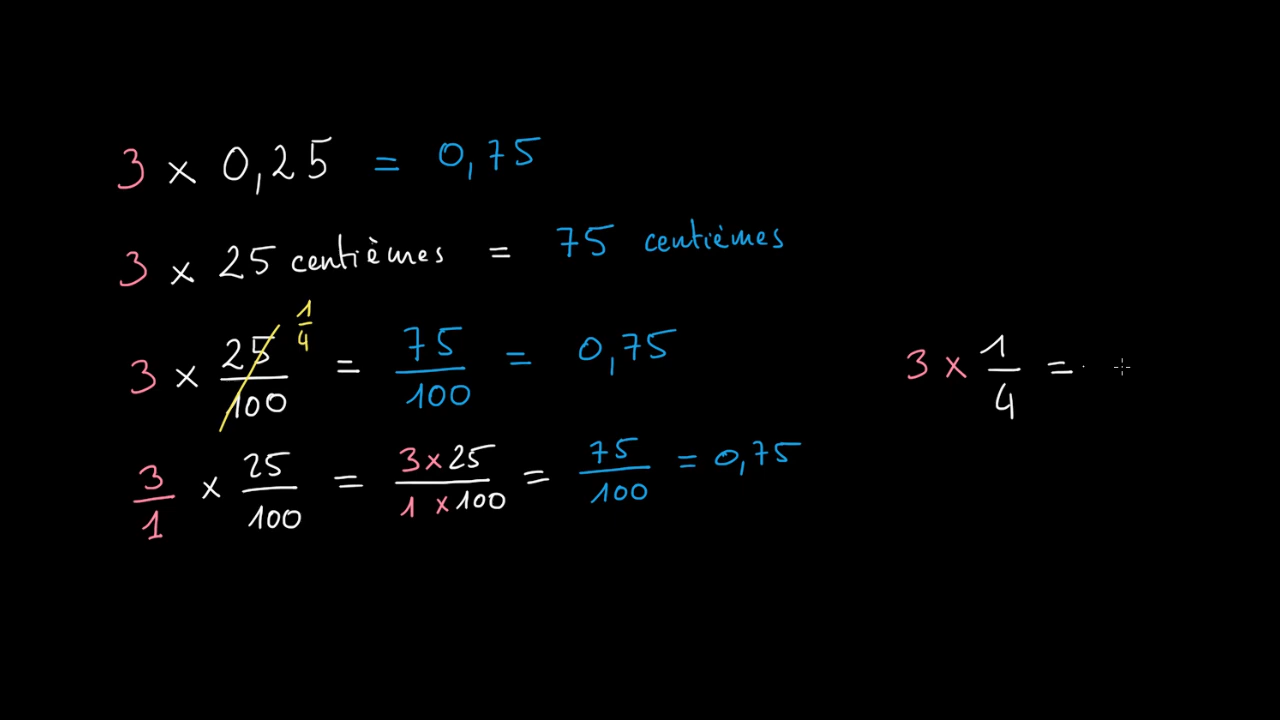 3 × 0,25 = 0,75
3 × 25 centièmes = 75 centièmes
3 × 25/100 1/4 = 75/100 = 0,75
3 × 1/4 =
3/1 × 25/100 = 3×25/1×100 = 75/100 = 0,75